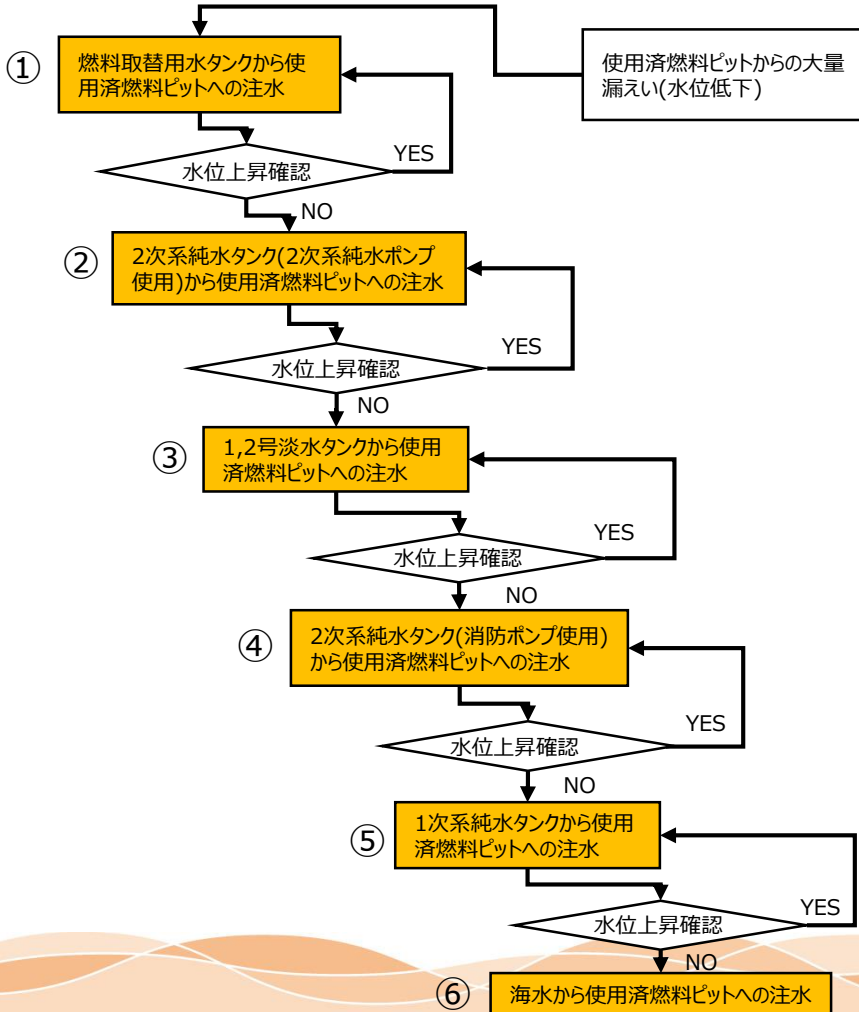 使用済燃料ピットからの大量
漏えい(水位低下)
①
燃料取替用水タンクから使
用済燃料ピットへの注水
水位上昇確認
YES
NO
②
2次系純水タンク(2次系純水ポンプ
使用)から使用済燃料ピットへの注水
水位上昇確認
YES
NO
③
1,2号淡水タンクから使用
済燃料ピットへの注水
水位上昇確認
YES
NO
④
2次系純水タンク(消防ポンプ使用)
から使用済燃料ピットへの注水
水位上昇確認
YES
NO
⑤
1次系純水タンクから使用
済燃料ピットへの注水
水位上昇確認
YES
NO
⑥
海水から使用済燃料ピットへの注水